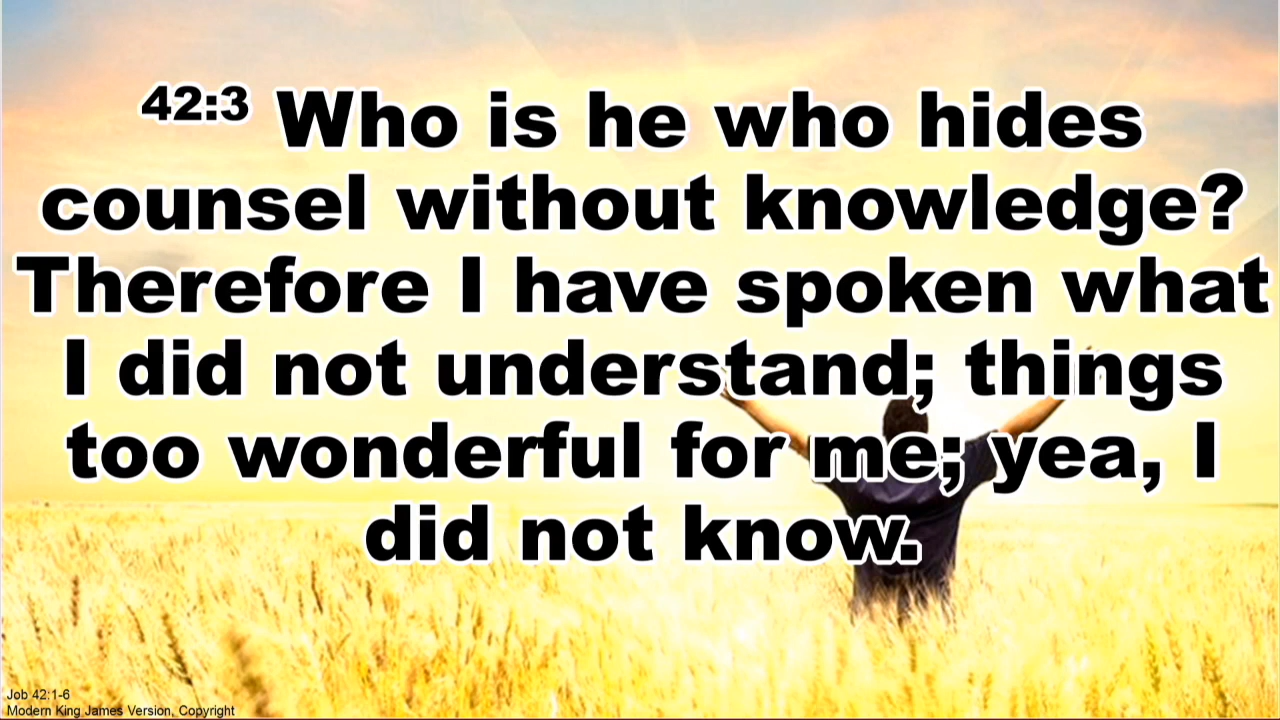 42:3 Who is he who hides
counsel without knowledge?
Therefore I have spoken what
I did not understand; things
too wonderful for me; yea, I
did not know.
Job 42:1-6
Modern King James Version, Copyright